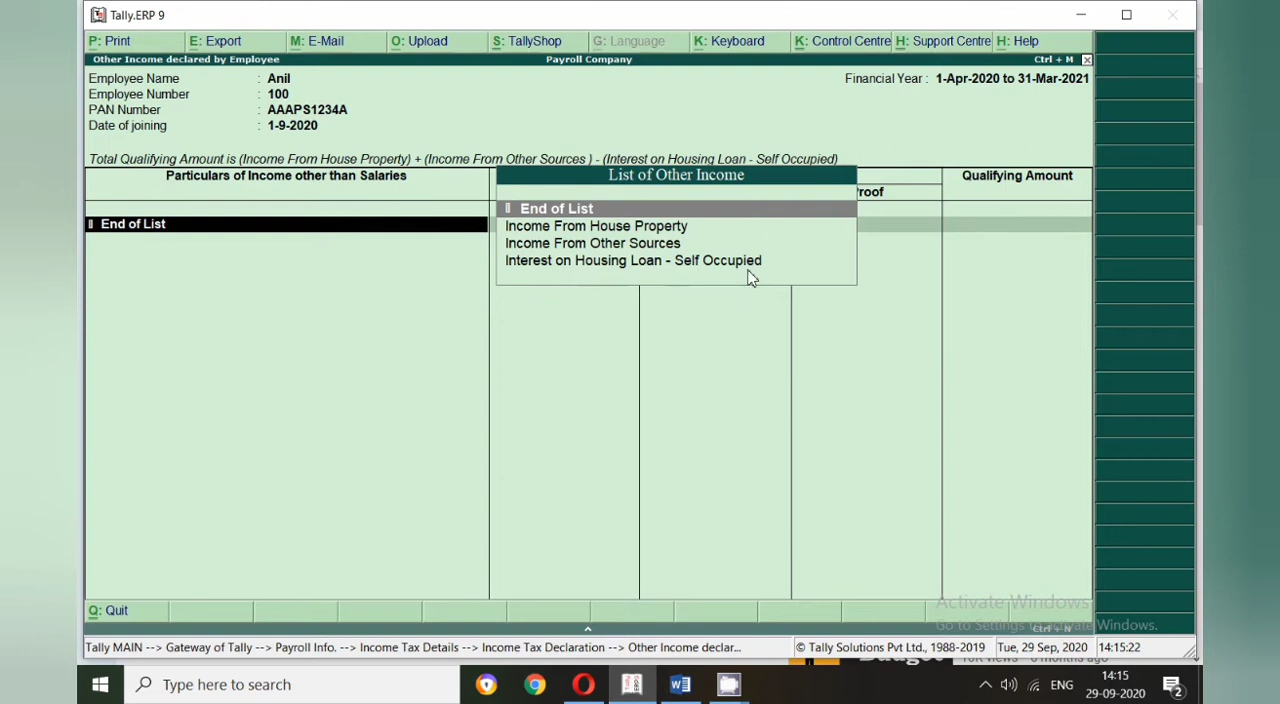 Tally.ERP 9
P: Print E: Export M: E-Mail O: Upload S: TallyShop G: Language K: Keyboard K: Control Centre H: Support Centre H: Help
Other Income declared by Employee Payroll Company Ctrl + M
Employee Name : Anil Financial Year : 1-Apr-2020 to 31-Mar-2021
Employee Number : 100
PAN Number : AAAPS1234A
Date of joining : 1-9-2020
Total Qualifying Amount is (Income From House Property) + (Income From Other Sources ) - (Interest on Housing Loan - Self Occupied)
Particulars of Income other than Salaries List of Other Income Qualifying Amount
roof
End of List
End of List
Income From House Property
Income From Other Sources
Interest on Housing Loan - Self Occupied
Q: Quit
Activate Windows
Go to Settings to activate Windows.
Ctrl + N
Tally MAIN --> Gateway of Tally --> Payroll Info. --> Income Tax Details --> Income Tax Declaration --> Other Income declar... © Tally Solutions Pvt Ltd., 1988-2019 Tue, 29 Sep, 2020 14:15:22
Type here to search ENG 14:15
29-09-2020 2